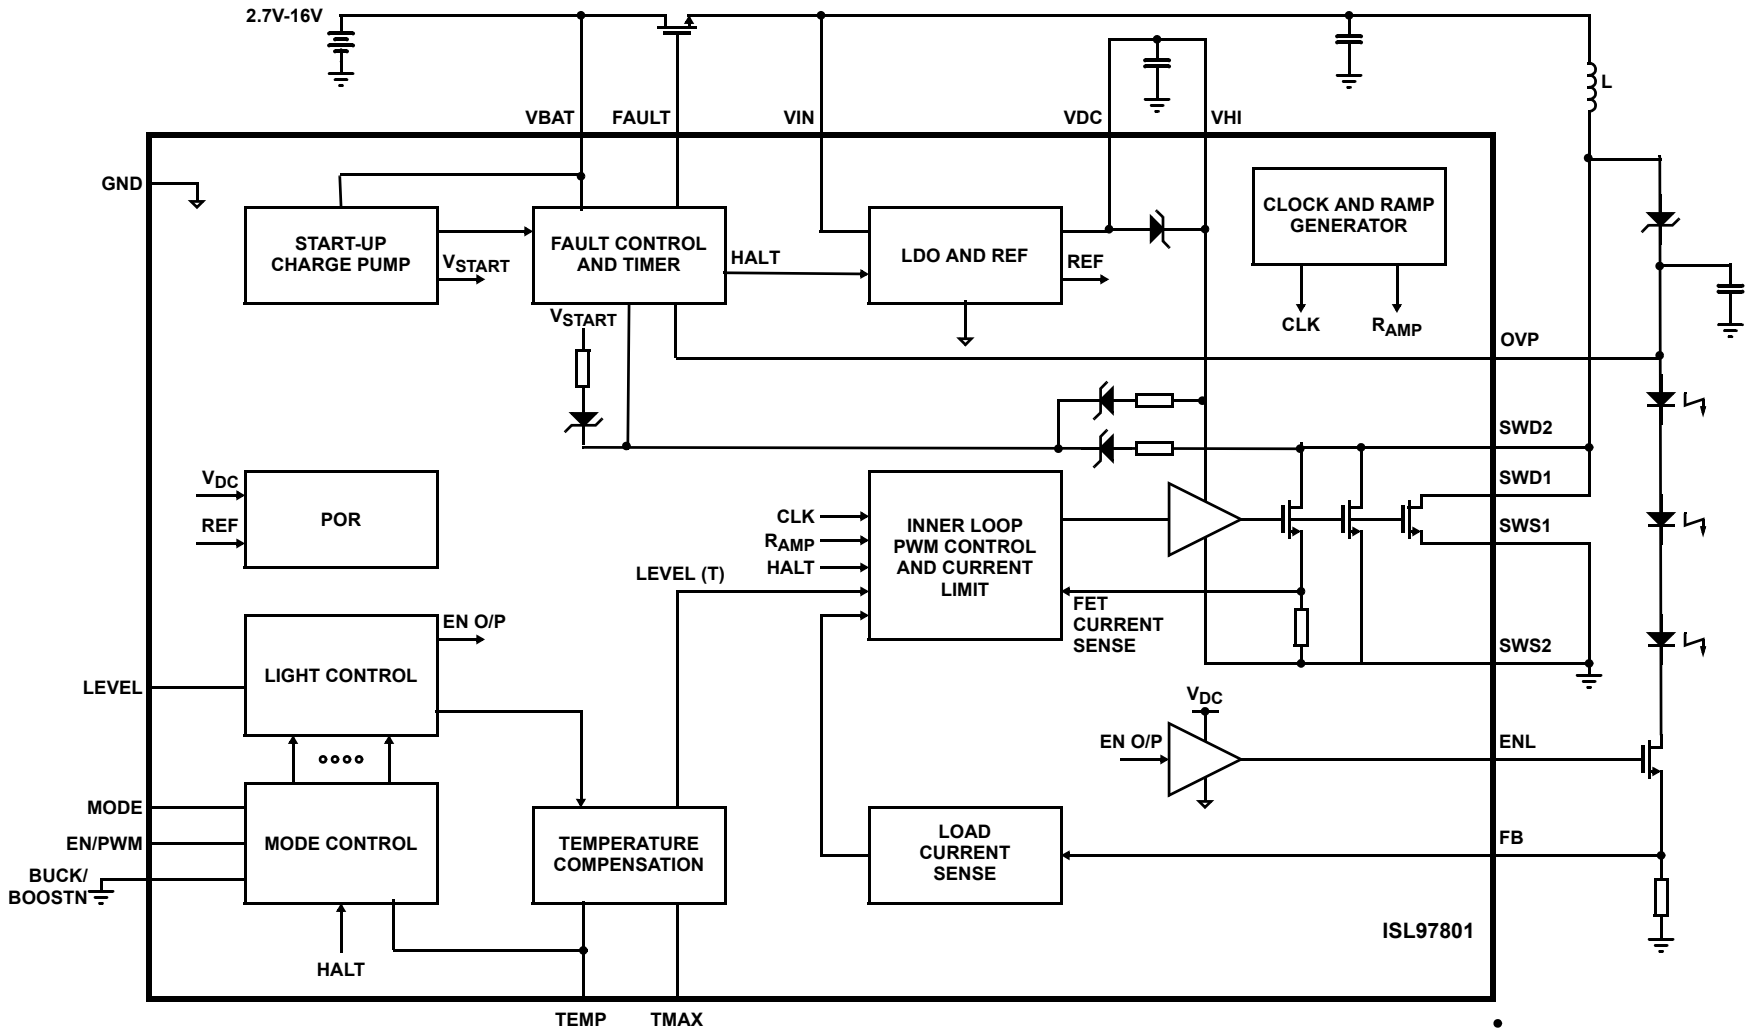 2.7V-16V
L
VBAT
FAULT
VIN
VDC
VHI
GND
START-UP
CHARGE PUMP
VSTART
FAULT CONTROL
AND TIMER
HALT
LDO AND REF
REF
CLOCK AND RAMP
GENERATOR
CLK
RAMP
VSTART
OVP
SWD2
SWD1
SWS1
SWS2
VDC
REF
POR
CLK
RAMP
HALT
LEVEL (T)
INNER LOOP
PWM CONTROL
AND CURRENT
LIMIT
FET
CURRENT
SENSE
EN O/P
LIGHT CONTROL
LEVEL
VDC
EN O/P
ENL
MODE
EN/PWM
BUCK/
BOOSTN
MODE CONTROL
TEMPERATURE
COMPENSATION
LOAD
CURRENT
SENSE
FB
HALT
ISL97801
TEMP
TMAX